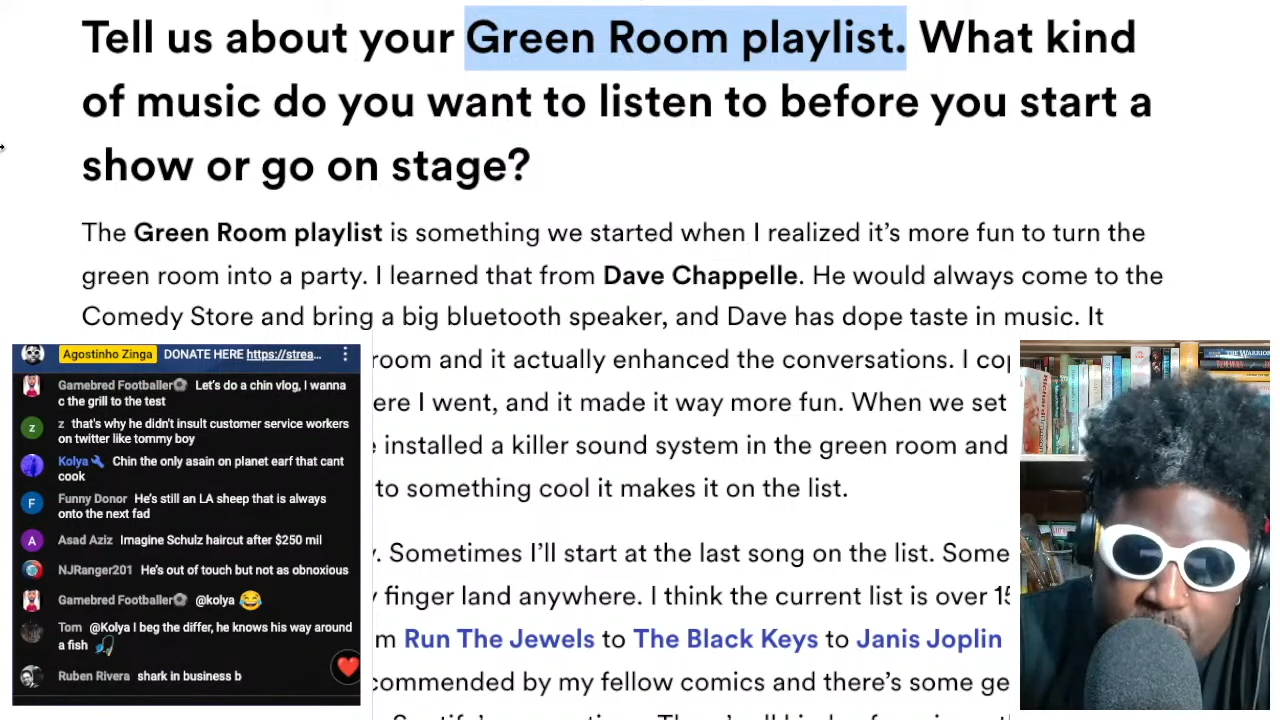 Tell us about your Green Room playlist. What kind
of music do you want to listen to before you start a
show or go on stage?
The Green Room playlist is something we started when I realized it's more fun to turn the
green room into a party. I learned that from Dave Chappelle. He would always come to the
Comedy Store and bring a big bluetooth speaker, and Dave has dope taste in music. It
room and it actually enhanced the conversations. I cop
ere I went, and it made it way more fun. When we set
installed a killer sound system in the green room and
to something cool it makes it on the list.
. Sometimes I'll start at the last song on the list. Some
finger land anywhere. I think the current list is over 15
m Run The Jewels to The Black Keys to Janis Joplin
commended by my fellow comics and there's some ge
Agostinho Zinga DONATE HERE https://strea...
Gamebred Footballer Let's do a chin vlog, I wanna
c the grill to the test
z z that's why he didn't insult customer service workers
on twitter like tommy boy
Kolya Chin the only asain on planet earf that cant
cook
F Funny Donor He's still an LA sheep that is always
onto the next fad
A Asad Aziz Imagine Schulz haircut after $250 mil
NJRanger201 He's out of touch but not as obnoxious
Gamebred Footballer @kolya 😂
Tom @Kolya I beg the differ, he knows his way around
a fish 🎣
Ruben Rivera shark in business b
THE WARRIOR